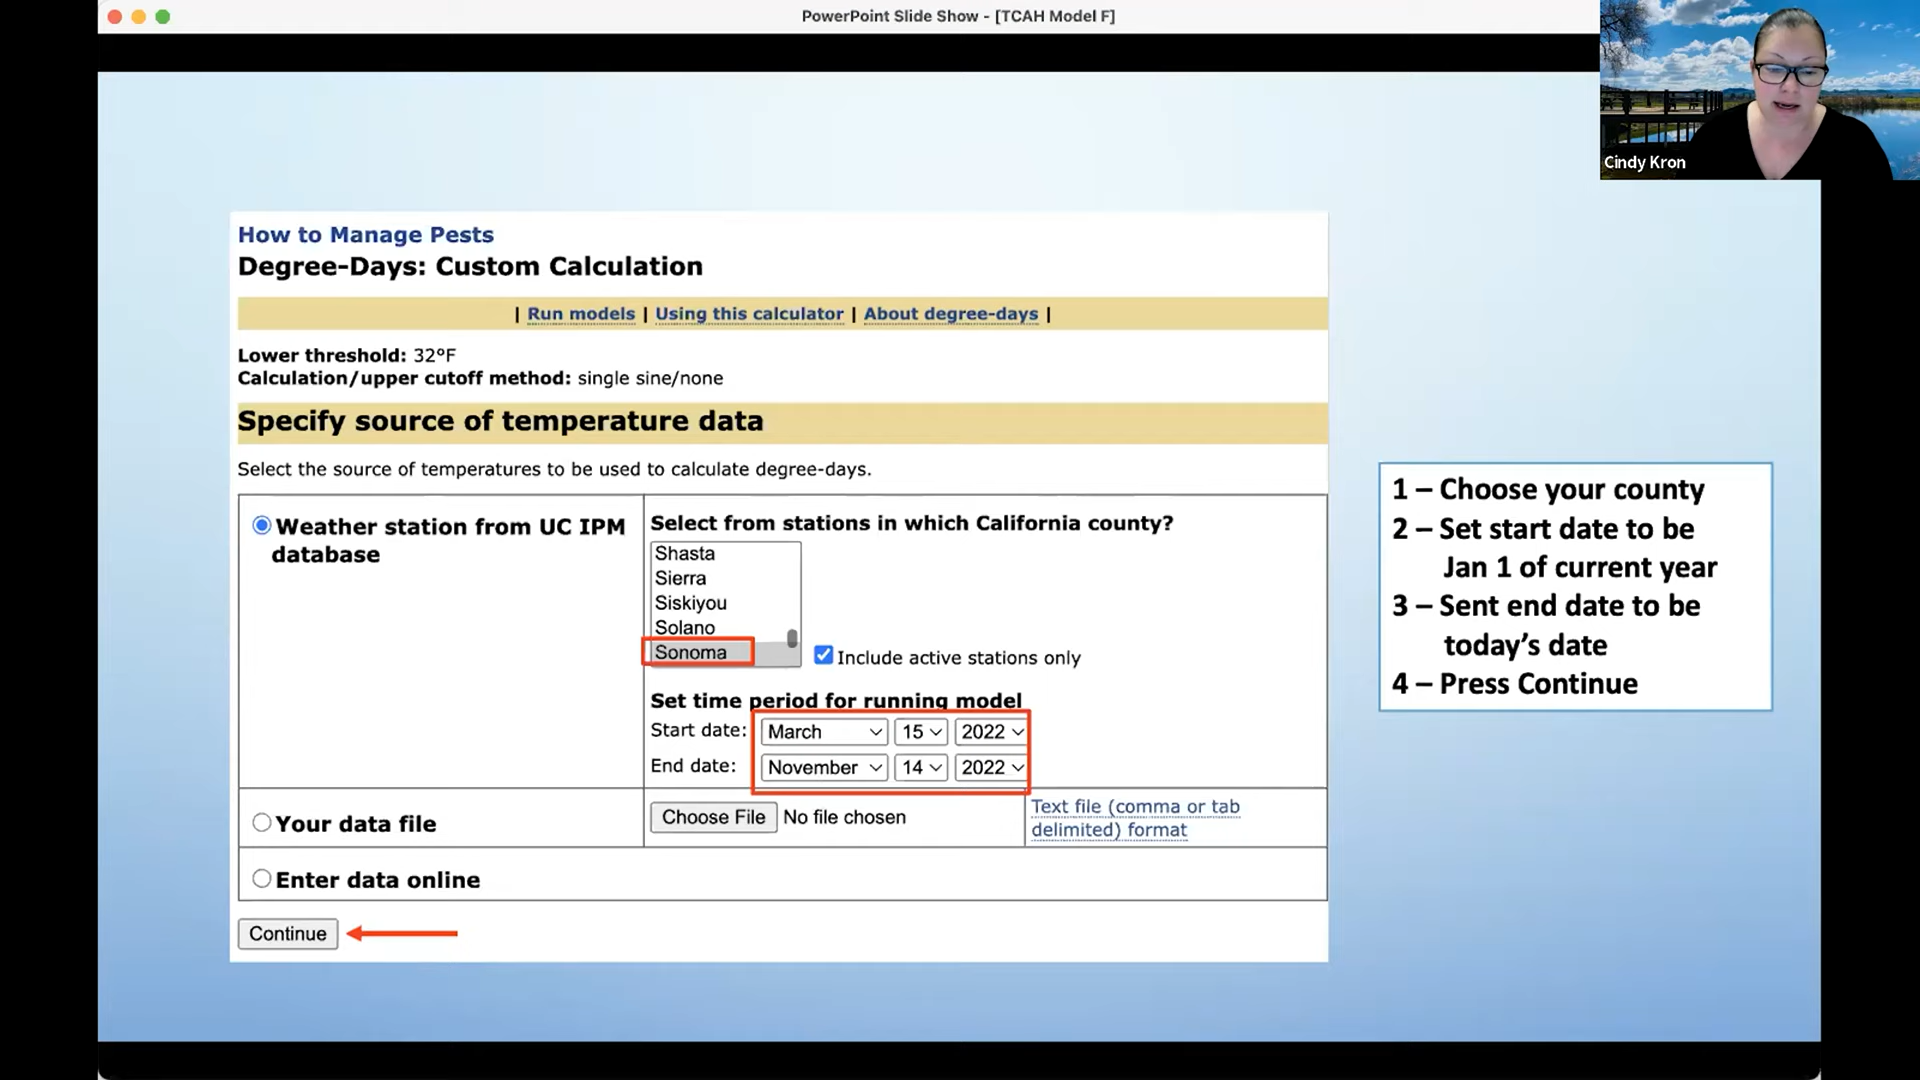 PowerPoint Slide Show - [TCAH Model F]
Cindy Kron
How to Manage Pests
Degree-Days: Custom Calculation
| Run models | Using this calculator | About degree-days |
Lower threshold: 32°F
Calculation/upper cutoff method: single sine/none
Specify source of temperature data
Select the source of temperatures to be used to calculate degree-days.
Weather station from UC IPM
database
Select from stations in which California county?
Shasta
Sierra
Siskiyou
Solano
Sonoma
Include active stations only
Set time period for running model
Start date: March 15 2022
End date: November 14 2022
Your data file
Choose File No file chosen
Text file (comma or tab
delimited) format
Enter data online
Continue
1 – Choose your county
2 – Set start date to be
Jan 1 of current year
3 – Sent end date to be
today’s date
4 – Press Continue